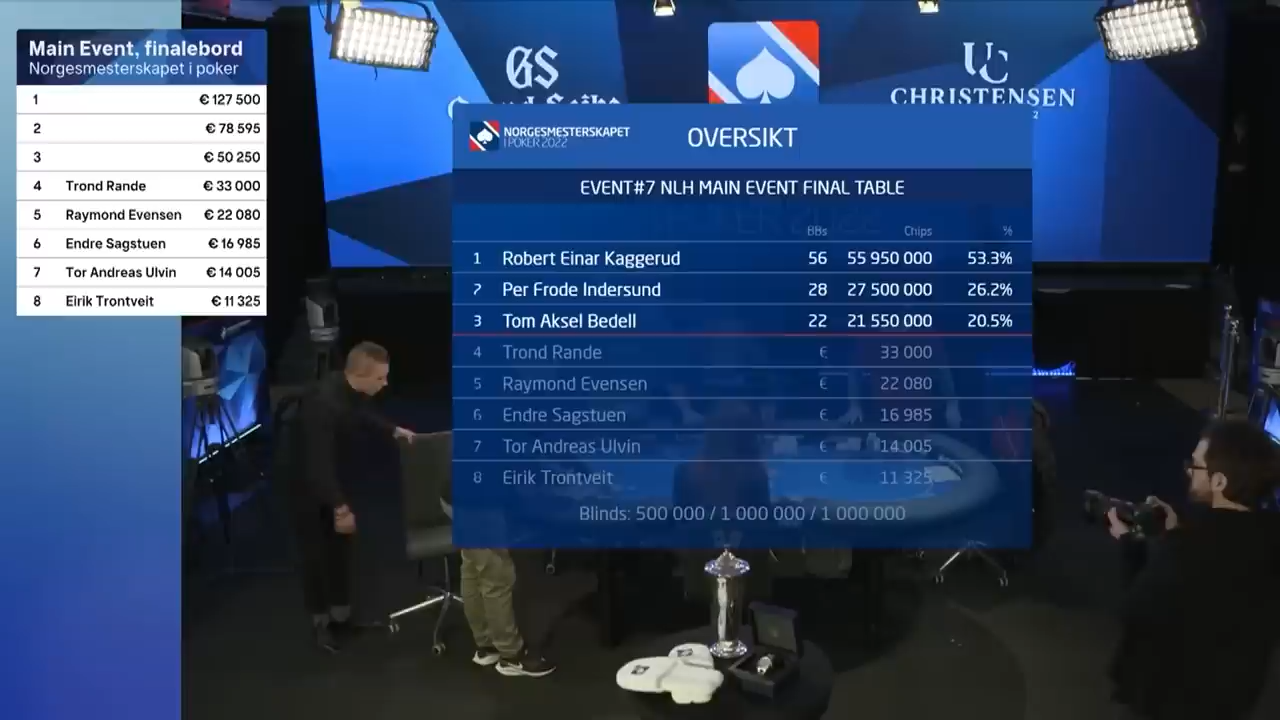 Main Event, finalebord
Norgesmesterskapet i poker
1 € 127 500
2 € 78 595
3 € 50 250
4 Trond Rande € 33 000
5 Raymond Evensen € 22 080
6 Endre Sagstuen € 16 985
7 Tor Andreas Ulvin € 14 005
8 Eirik Trontveit € 11 325
GS
UC
CHRISTENSEN
NORGESMESTERSKAPET
I POKER 2022
OVERSIKT
EVENT#7 NLH MAIN EVENT FINAL TABLE
BBs Chips %
1 Robert Einar Kaggerud 56 55 950 000 53.3%
2 Per Frode Indersund 28 27 500 000 26.2%
3 Tom Aksel Bedell 22 21 550 000 20.5%
4 Trond Rande € 33 000
5 Raymond Evensen € 22 080
6 Endre Sagstuen € 16 985
7 Tor Andreas Ulvin € 14 005
8 Eirik Trontveit € 11 325
Blinds: 500 000 / 1 000 000 / 1 000 000